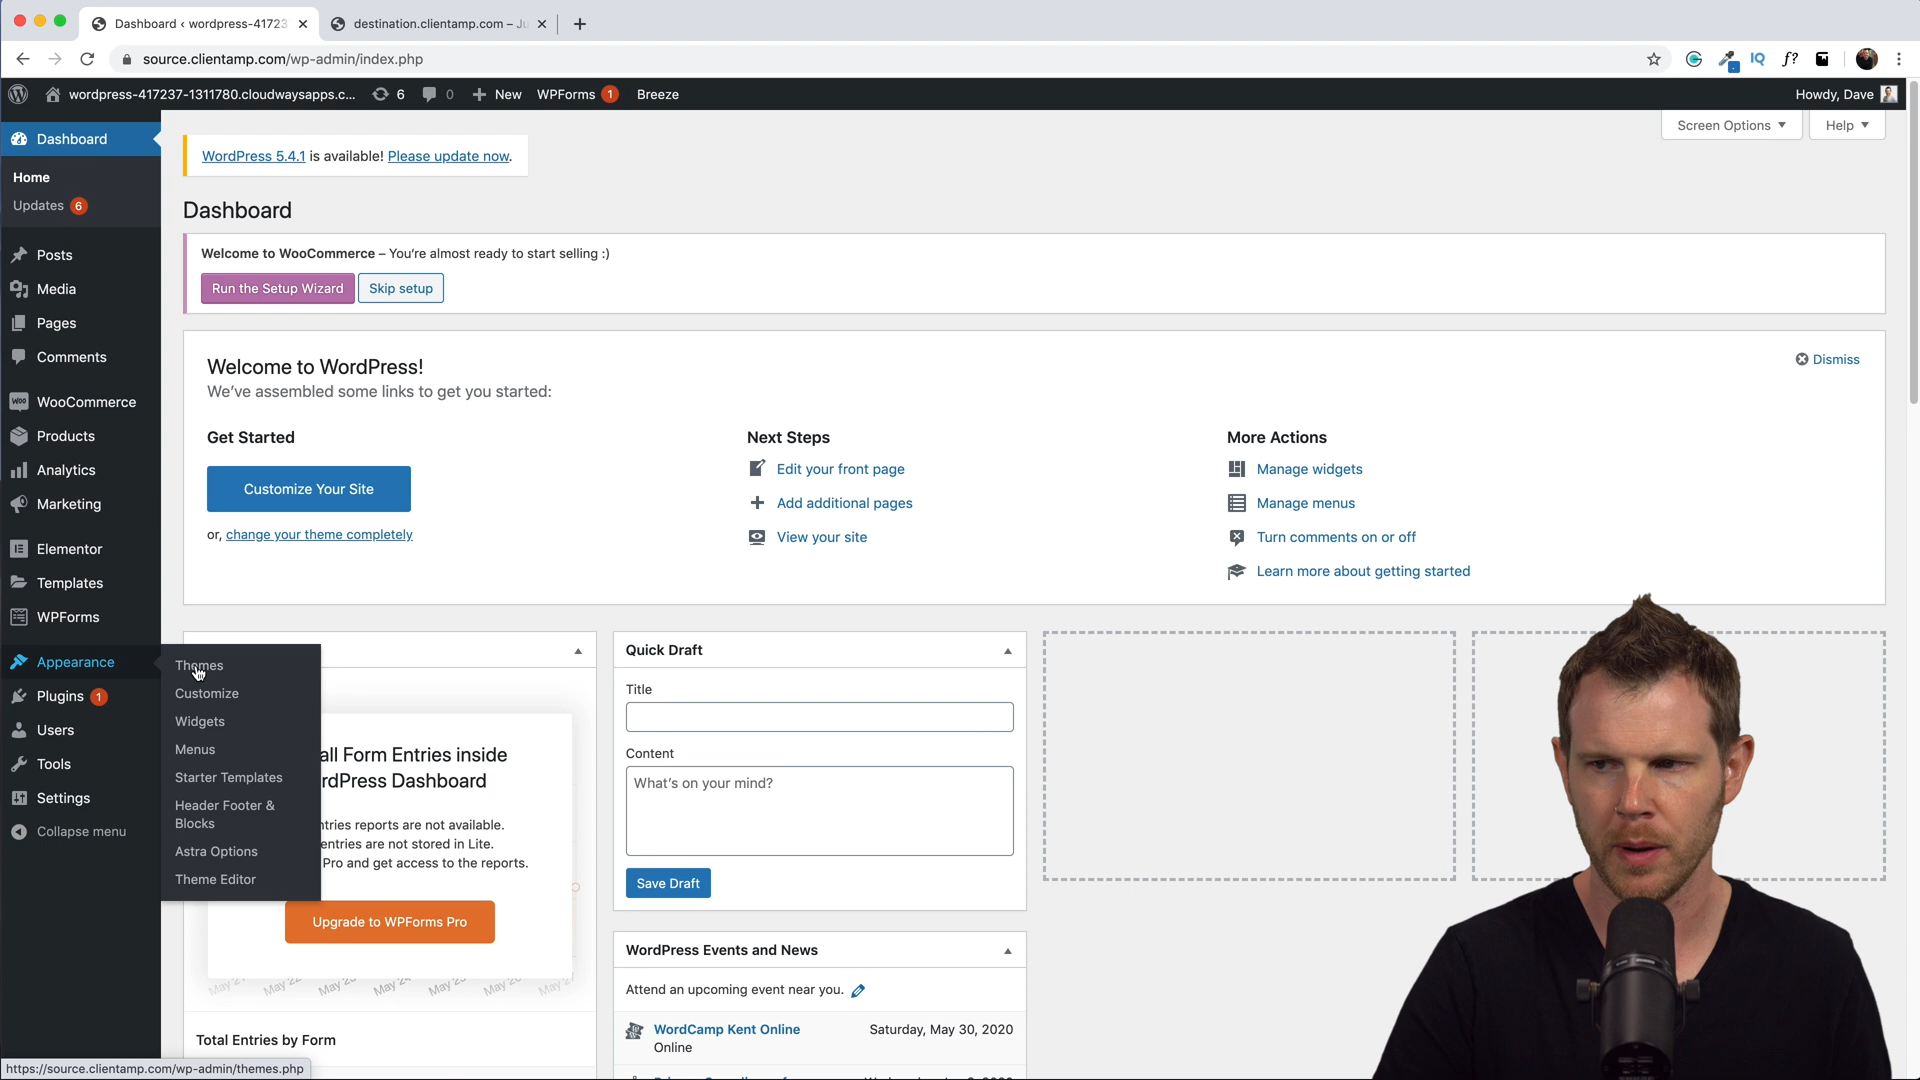 Dashboard ‹ wordpress-41723
destination.clientamp.com – Ju
source.clientamp.com/wp-admin/index.php
IQ
f?
wordpress-417237-1311780.cloudwaysapps.c...
6
0
New
WPForms 1
Breeze
Howdy, Dave
Screen Options
Help
Dashboard
Home
Updates 6
Posts
Media
Pages
Comments
WooCommerce
Products
Analytics
Marketing
Elementor
Templates
WPForms
Appearance
Plugins 1
Users
Tools
Settings
Collapse menu
Themes
Customize
Widgets
Menus
Starter Templates
Header Footer &
Blocks
Astra Options
Theme Editor
WordPress 5.4.1 is available! Please update now.
Dashboard
Welcome to WooCommerce – You're almost ready to start selling :)
Run the Setup Wizard
Skip setup
Welcome to WordPress!
We've assembled some links to get you started:
Dismiss
Get Started
Customize Your Site
or, change your theme completely
Next Steps
Edit your front page
Add additional pages
View your site
More Actions
Manage widgets
Manage menus
Turn comments on or off
Learn more about getting started
all Form Entries inside
rdPress Dashboard
ntries reports are not available.
entries are not stored in Lite.
Pro and get access to the reports.
Upgrade to WPForms Pro
Total Entries by Form
Quick Draft
Title
Content
What's on your mind?
Save Draft
WordPress Events and News
Attend an upcoming event near you.
WordCamp Kent Online
Saturday, May 30, 2020
Online
https://source.clientamp.com/wp-admin/themes.php